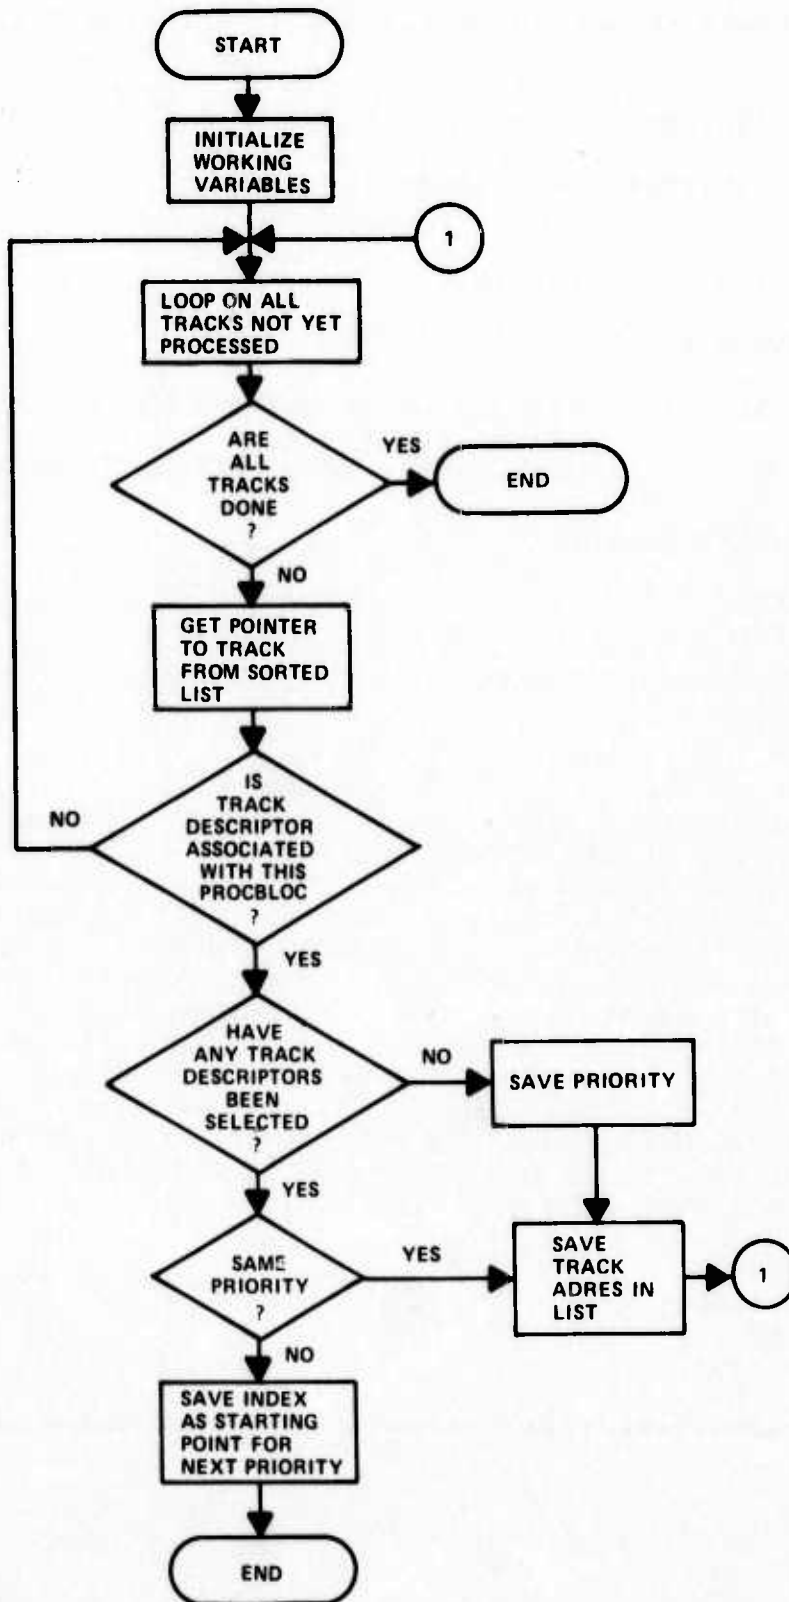 START
INITIALIZE
WORKING
VARIABLES
1
LOOP ON ALL
TRACKS NOT YET
PROCESSED
ARE
ALL
TRACKS
DONE
?
YES
END
NO
GET POINTER
TO TRACK
FROM SORTED
LIST
IS
TRACK
DESCRIPTOR
ASSOCIATED
WITH THIS
PROCBLOC
?
NO
YES
HAVE
ANY TRACK
DESCRIPTORS
BEEN
SELECTED
?
NO
SAVE PRIORITY
YES
SAME
PRIORITY
?
YES
SAVE
TRACK
ADRES IN
LIST
1
NO
SAVE INDEX
AS STARTING
POINT FOR
NEXT PRIORITY
END